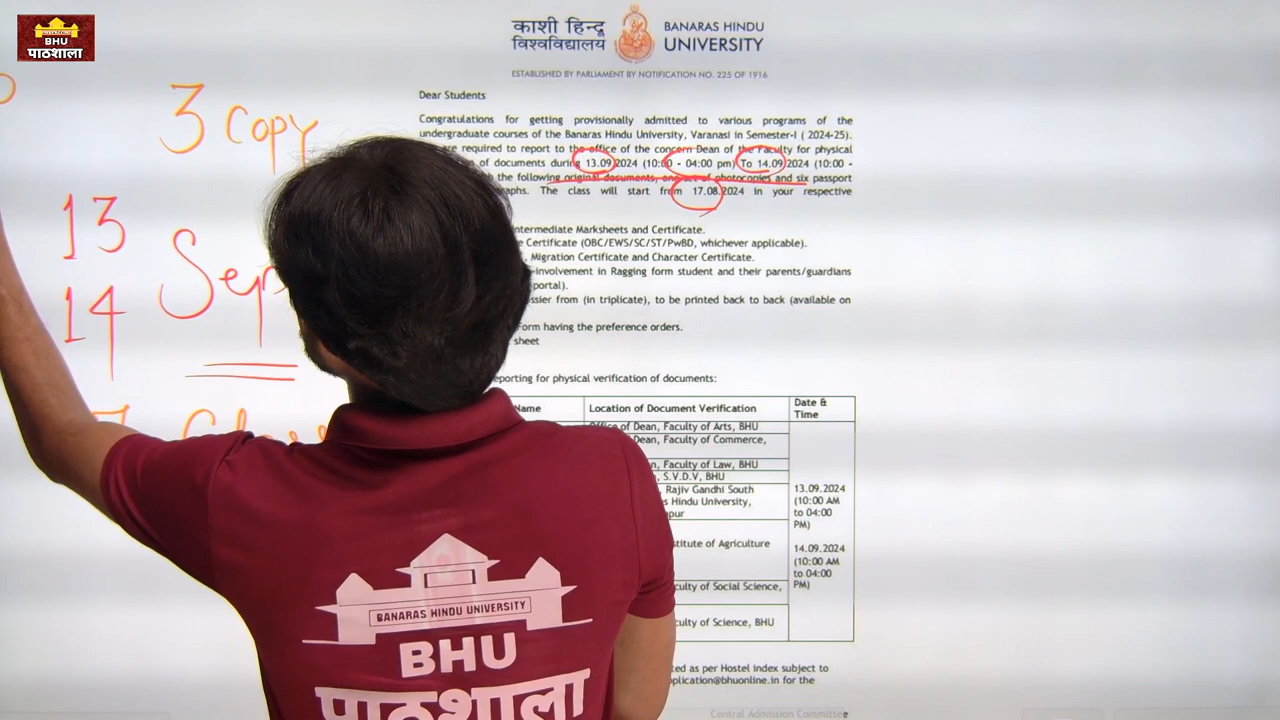 BHU
पाठशाला
काशी हिन्दू
विश्वविद्यालय
BANARAS HINDU
UNIVERSITY
ESTABLISHED BY PARLIAMENT BY NOTIFICATION NO. 225 OF 1916
Dear Students
Congratulations for getting provisionally admitted to various programs of the
undergraduate courses of the Banaras Hindu University, Varanasi in Semester-I ( 2024-25).
are required to report to the office of the concern Dean of the Faculty for physical
of documents during 13.09.2024 (10:00 - 04:00 pm) To 14.09.2024 (10:00 -
the following original documents, one set of photocopies and six passport
The class will start from 17.08.2024 in your respective
Intermediate Marksheets and Certificate.
Certificate (OBC/EWS/SC/ST/PwBD, whichever applicable).
, Migration Certificate and Character Certificate.
-involvement in Ragging form student and their parents/guardians
portal).
from (in triplicate), to be printed back to back (available on
Form having the preference orders.
sheet
reporting for physical verification of documents:
Name
Location of Document Verification
Date &
Time
Office of Dean, Faculty of Arts, BHU
Dean, Faculty of Commerce,
, Faculty of Law, BHU
, S.V.D.V, BHU
, Rajiv Gandhi South
Hindu University,
Institute of Agriculture
Faculty of Social Science,
Faculty of Science, BHU
13.09.2024
(10:00 AM
to 04:00
PM)
14.09.2024
(10:00 AM
to 04:00
PM)
as per Hostel index subject to
@bhuonline.in for the
Central Admission Committee
3 Copy
13
14
Sep
BANARAS HINDU UNIVERSITY
BHU
पाठशाला